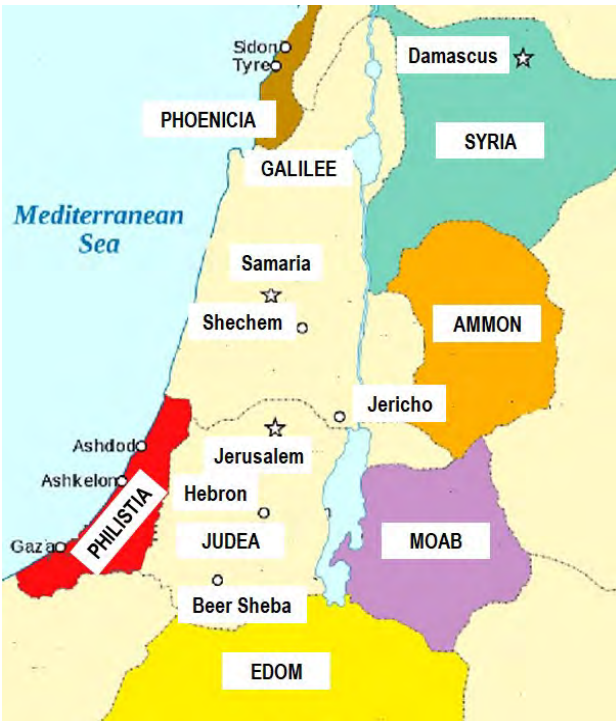 Sidon
Tyre
Damascus
PHOENICIA
SYRIA
GALILEE
Mediterranean
Sea
Samaria
Shechem
AMMON
Jericho
Ashdod
Jerusalem
Ashkelon
Hebron
PHILISTIA
Gaza
JUDEA
MOAB
Beer Sheba
EDOM